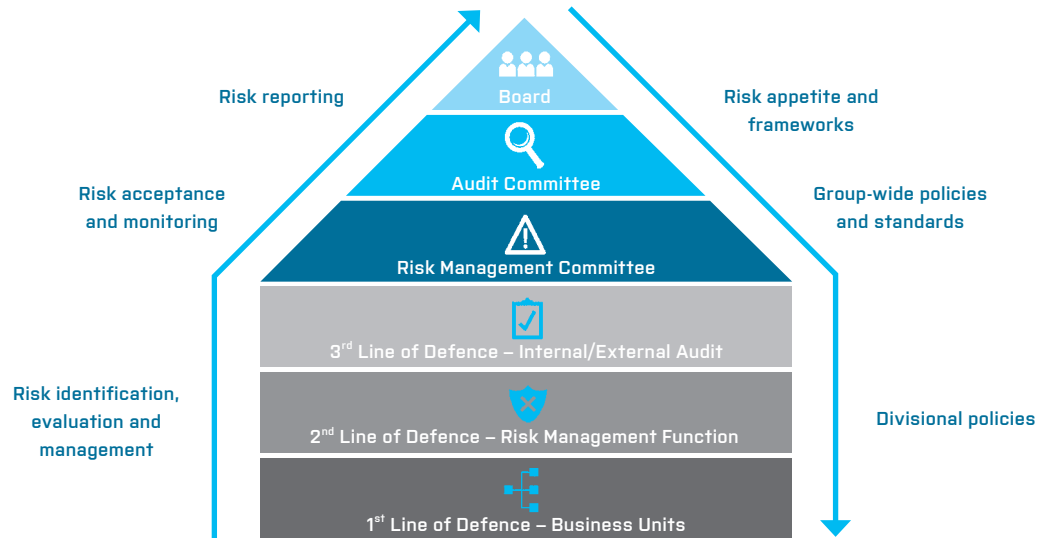 Risk reporting
Board
Risk appetite and
frameworks
Audit Committee
Risk acceptance
and monitoring
Group-wide policies
and standards
Risk Management Committee
3rd Line of Defence – Internal/External Audit
Risk identification,
evaluation and
management
2nd Line of Defence – Risk Management Function
Divisional policies
1st Line of Defence – Business Units